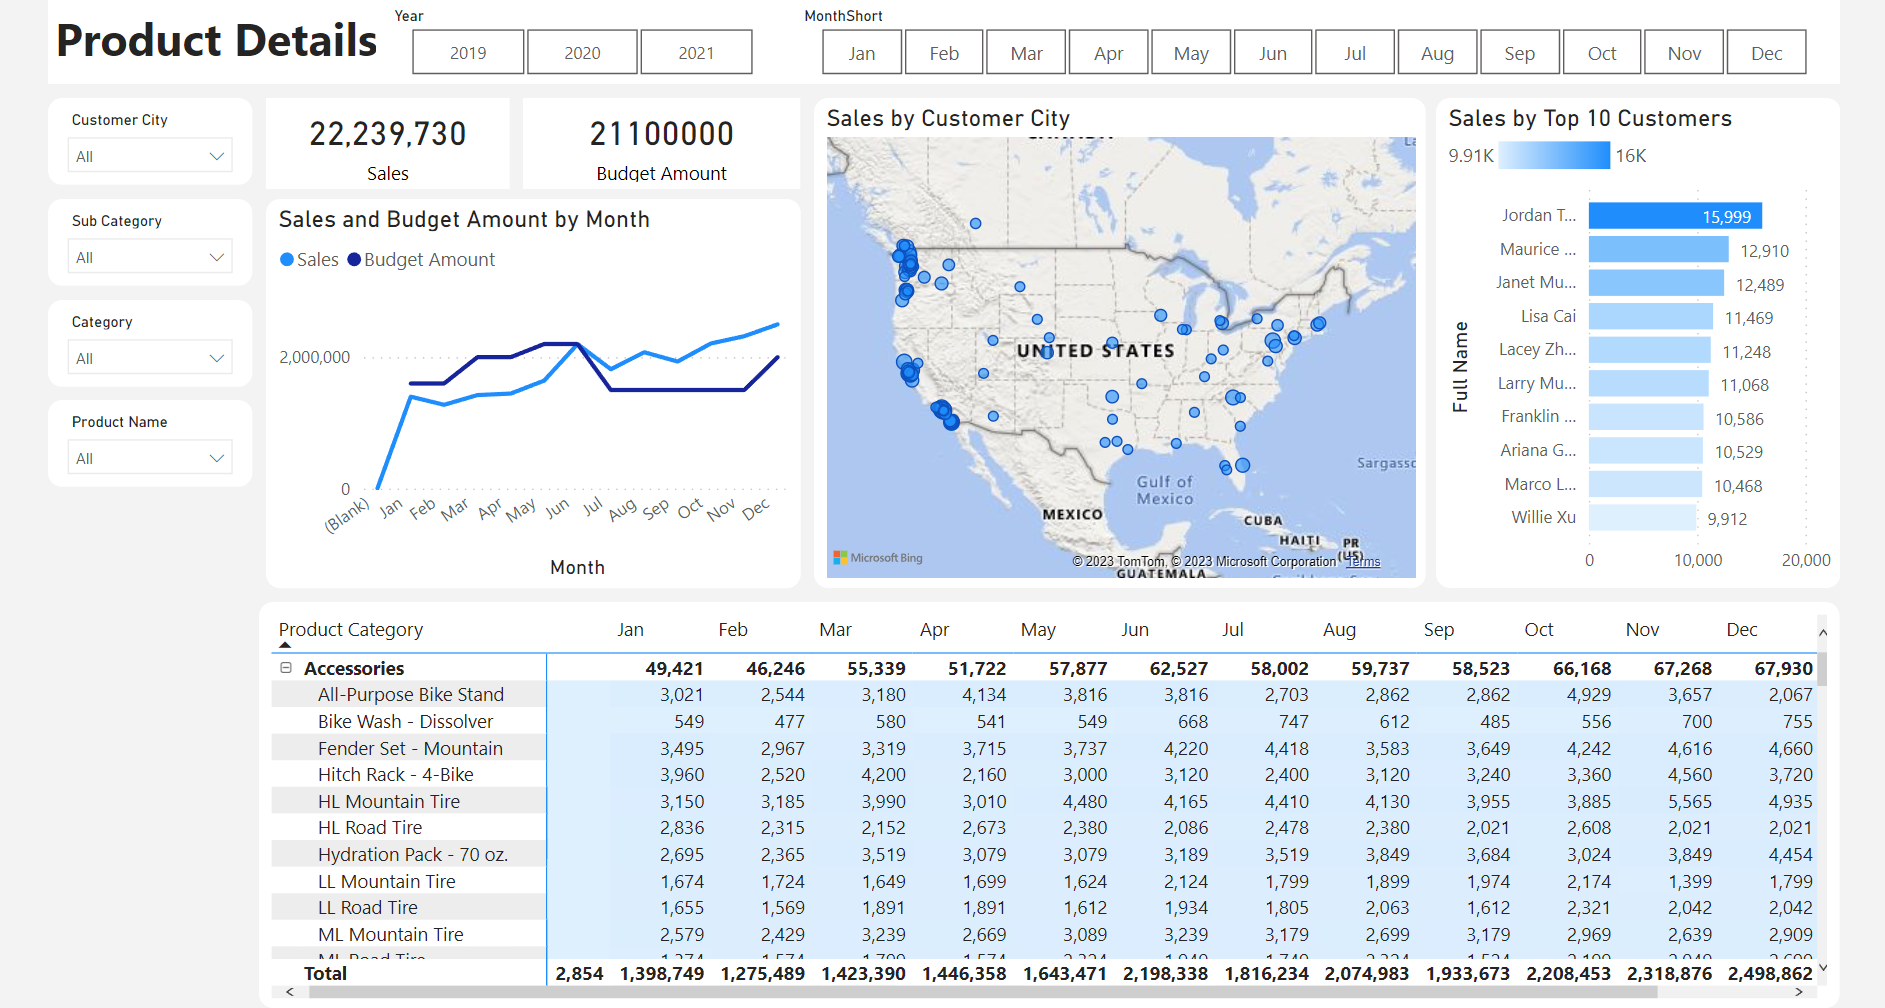 Product Details
Year
2019 2020 2021
MonthShort
Jan Feb Mar Apr May Jun Jul Aug Sep Oct Nov Dec
Customer City
All
Sub Category
All
Category
All
Product Name
All
22,239,730
Sales
21100000
Budget Amount
Sales and Budget Amount by Month
Sales Budget Amount
2,000,000
0
(Blank) Jan Feb Mar Apr May Jun Jul Aug Sep Oct Nov Dec
Month
Sales by Customer City
UNITED STATES
Sargasso
Gulf of
Mexico
MEXICO
CUBA
HAITI
PR
(US)
GUATEMALA
Microsoft Bing
© 2023 TomTom, © 2023 Microsoft Corporation Terms
Sales by Top 10 Customers
9.91K 16K
Full Name
Jordan T... 15,999
Maurice ... 12,910
Janet Mu... 12,489
Lisa Cai 11,469
Lacey Zh... 11,248
Larry Mu... 11,068
Franklin ... 10,586
Ariana G... 10,529
Marco L... 10,468
Willie Xu 9,912
0 10,000 20,000
Product Category Jan Feb Mar Apr May Jun Jul Aug Sep Oct Nov Dec
Accessories 49,421 46,246 55,339 51,722 57,877 62,527 58,002 59,737 58,523 66,168 67,268 67,930
All-Purpose Bike Stand 3,021 2,544 3,180 4,134 3,816 3,816 2,703 2,862 2,862 4,929 3,657 2,067
Bike Wash - Dissolver 549 477 580 541 549 668 747 612 485 556 700 755
Fender Set - Mountain 3,495 2,967 3,319 3,715 3,737 4,220 4,418 3,583 3,649 4,242 4,616 4,660
Hitch Rack - 4-Bike 3,960 2,520 4,200 2,160 3,000 3,120 2,400 3,120 3,240 3,360 4,560 3,720
HL Mountain Tire 3,150 3,185 3,990 3,010 4,480 4,165 4,410 4,130 3,955 3,885 5,565 4,935
HL Road Tire 2,836 2,315 2,152 2,673 2,380 2,086 2,478 2,380 2,021 2,608 2,021 2,021
Hydration Pack - 70 oz. 2,695 2,365 3,519 3,079 3,079 3,189 3,519 3,849 3,684 3,024 3,849 4,454
LL Mountain Tire 1,674 1,724 1,649 1,699 1,624 2,124 1,799 1,899 1,974 2,174 1,399 1,799
LL Road Tire 1,655 1,569 1,891 1,891 1,612 1,934 1,805 2,063 1,612 2,321 2,042 2,042
ML Mountain Tire 2,579 2,429 3,239 2,669 3,089 3,239 3,179 2,699 3,179 2,969 2,639 2,909
ML Road Tire
Total 2,854 1,398,749 1,275,489 1,423,390 1,446,358 1,643,471 2,198,338 1,816,234 2,074,983 1,933,673 2,208,453 2,318,876 2,498,862